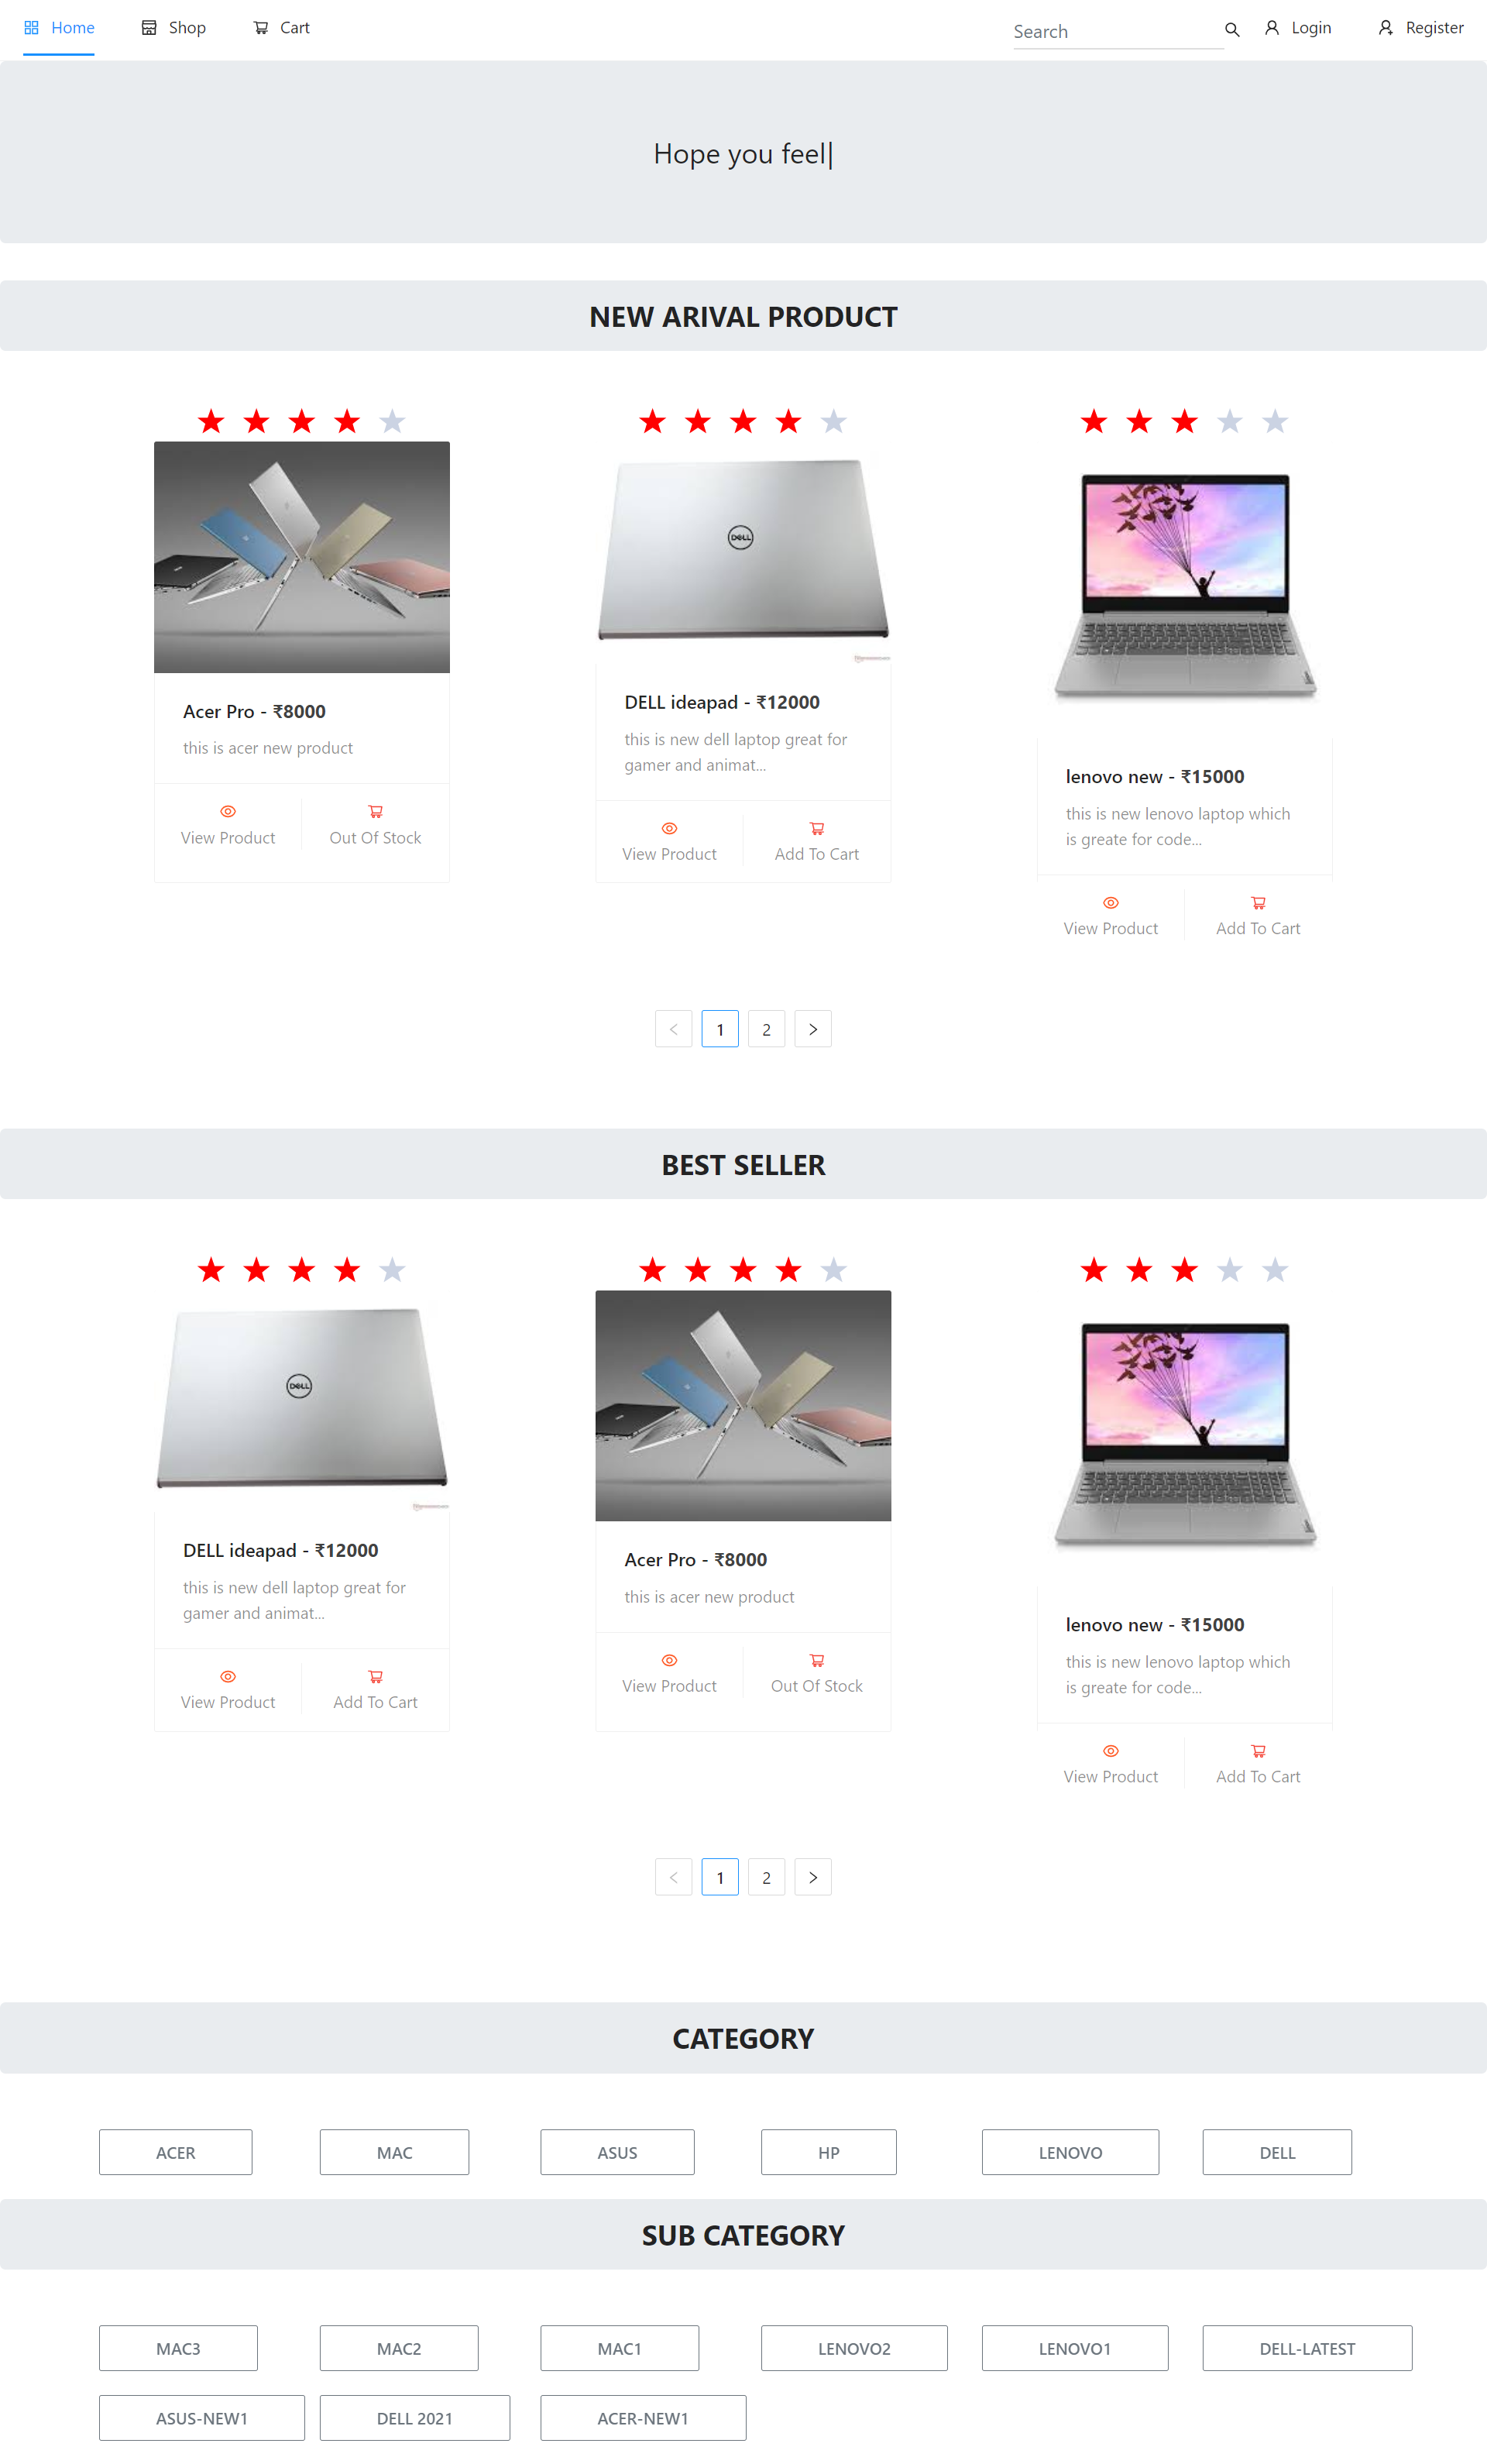 Home Shop Cart Search Login Register
Hope you feel|
NEW ARIVAL PRODUCT
DELL
Acer Pro - ₹8000
this is acer new product
View Product Out Of Stock
DELL ideapad - ₹12000
this is new dell laptop great for
gamer and animat...
View Product Add To Cart
lenovo new - ₹15000
this is new lenovo laptop which
is greate for code...
View Product Add To Cart
1 2
BEST SELLER
DELL
DELL ideapad - ₹12000
this is new dell laptop great for
gamer and animat...
View Product Add To Cart
Acer Pro - ₹8000
this is acer new product
View Product Out Of Stock
lenovo new - ₹15000
this is new lenovo laptop which
is greate for code...
View Product Add To Cart
1 2
CATEGORY
ACER MAC ASUS HP LENOVO DELL
SUB CATEGORY
MAC3 MAC2 MAC1 LENOVO2 LENOVO1 DELL-LATEST
ASUS-NEW1 DELL 2021 ACER-NEW1